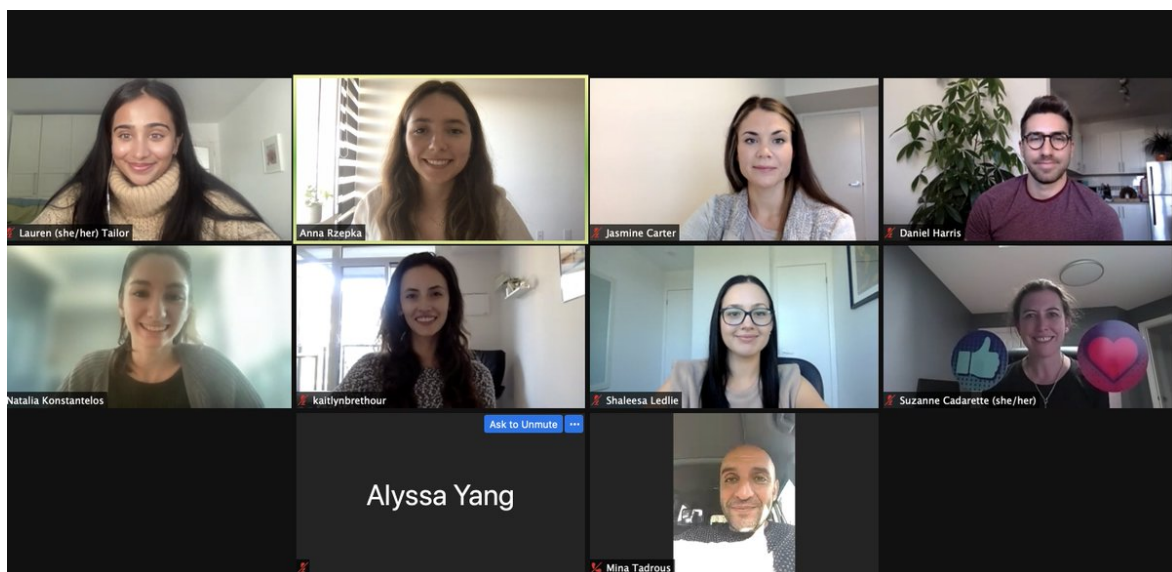 Lauren (she/her) Tailor
Anna Rzepka
Jasmine Carter
Daniel Harris
Natalia Konstantelos
kaitlynbrethour
Shaleesa Ledlie
Suzanne Cadarette (she/her)
Ask to Unmute
Alyssa Yang
Mina Tadrous